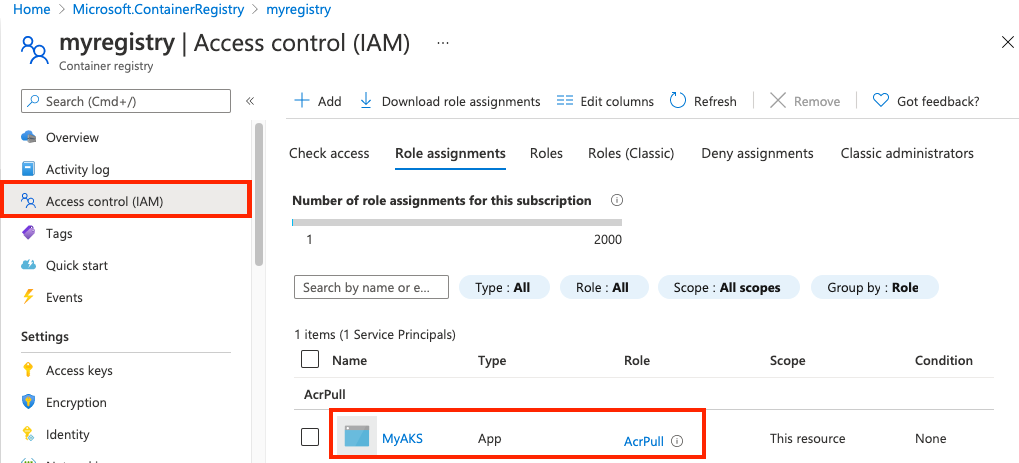 Home > Microsoft.ContainerRegistry > myregistry
myregistry | Access control (IAM) ...
Container registry
Search (Cmd+/)
Overview
Activity log
Access control (IAM)
Tags
Quick start
Events
Settings
Access keys
Encryption
Identity
Add Download role assignments Edit columns Refresh Remove Got feedback?
Check access Role assignments Roles Roles (Classic) Deny assignments Classic administrators
Number of role assignments for this subscription
1 2000
Search by name or e... Type : All Role : All Scope : All scopes Group by : Role
1 items (1 Service Principals)
Name Type Role Scope Condition
AcrPull
MyAKS App AcrPull This resource None